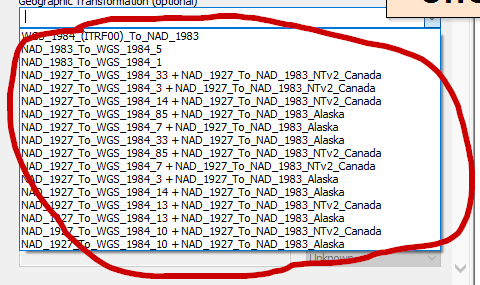 Geographic Transformation (optional)
WGS_1984_(ITRF00)_To_NAD_1983
NAD_1983_To_WGS_1984_5
NAD_1983_To_WGS_1984_1
NAD_1927_To_WGS_1984_33 + NAD_1927_To_NAD_1983_NTv2_Canada
NAD_1927_To_WGS_1984_3 + NAD_1927_To_NAD_1983_NTv2_Canada
NAD_1927_To_WGS_1984_14 + NAD_1927_To_NAD_1983_NTv2_Canada
NAD_1927_To_WGS_1984_85 + NAD_1927_To_NAD_1983_Alaska
NAD_1927_To_WGS_1984_7 + NAD_1927_To_NAD_1983_Alaska
NAD_1927_To_WGS_1984_33 + NAD_1927_To_NAD_1983_Alaska
NAD_1927_To_WGS_1984_85 + NAD_1927_To_NAD_1983_NTv2_Canada
NAD_1927_To_WGS_1984_7 + NAD_1927_To_NAD_1983_NTv2_Canada
NAD_1927_To_WGS_1984_3 + NAD_1927_To_NAD_1983_Alaska
NAD_1927_To_WGS_1984_14 + NAD_1927_To_NAD_1983_Alaska
NAD_1927_To_WGS_1984_13 + NAD_1927_To_NAD_1983_NTv2_Canada
NAD_1927_To_WGS_1984_13 + NAD_1927_To_NAD_1983_Alaska
NAD_1927_To_WGS_1984_10 + NAD_1927_To_NAD_1983_NTv2_Canada
NAD_1927_To_WGS_1984_10 + NAD_1927_To_NAD_1983_Alaska
Unknown